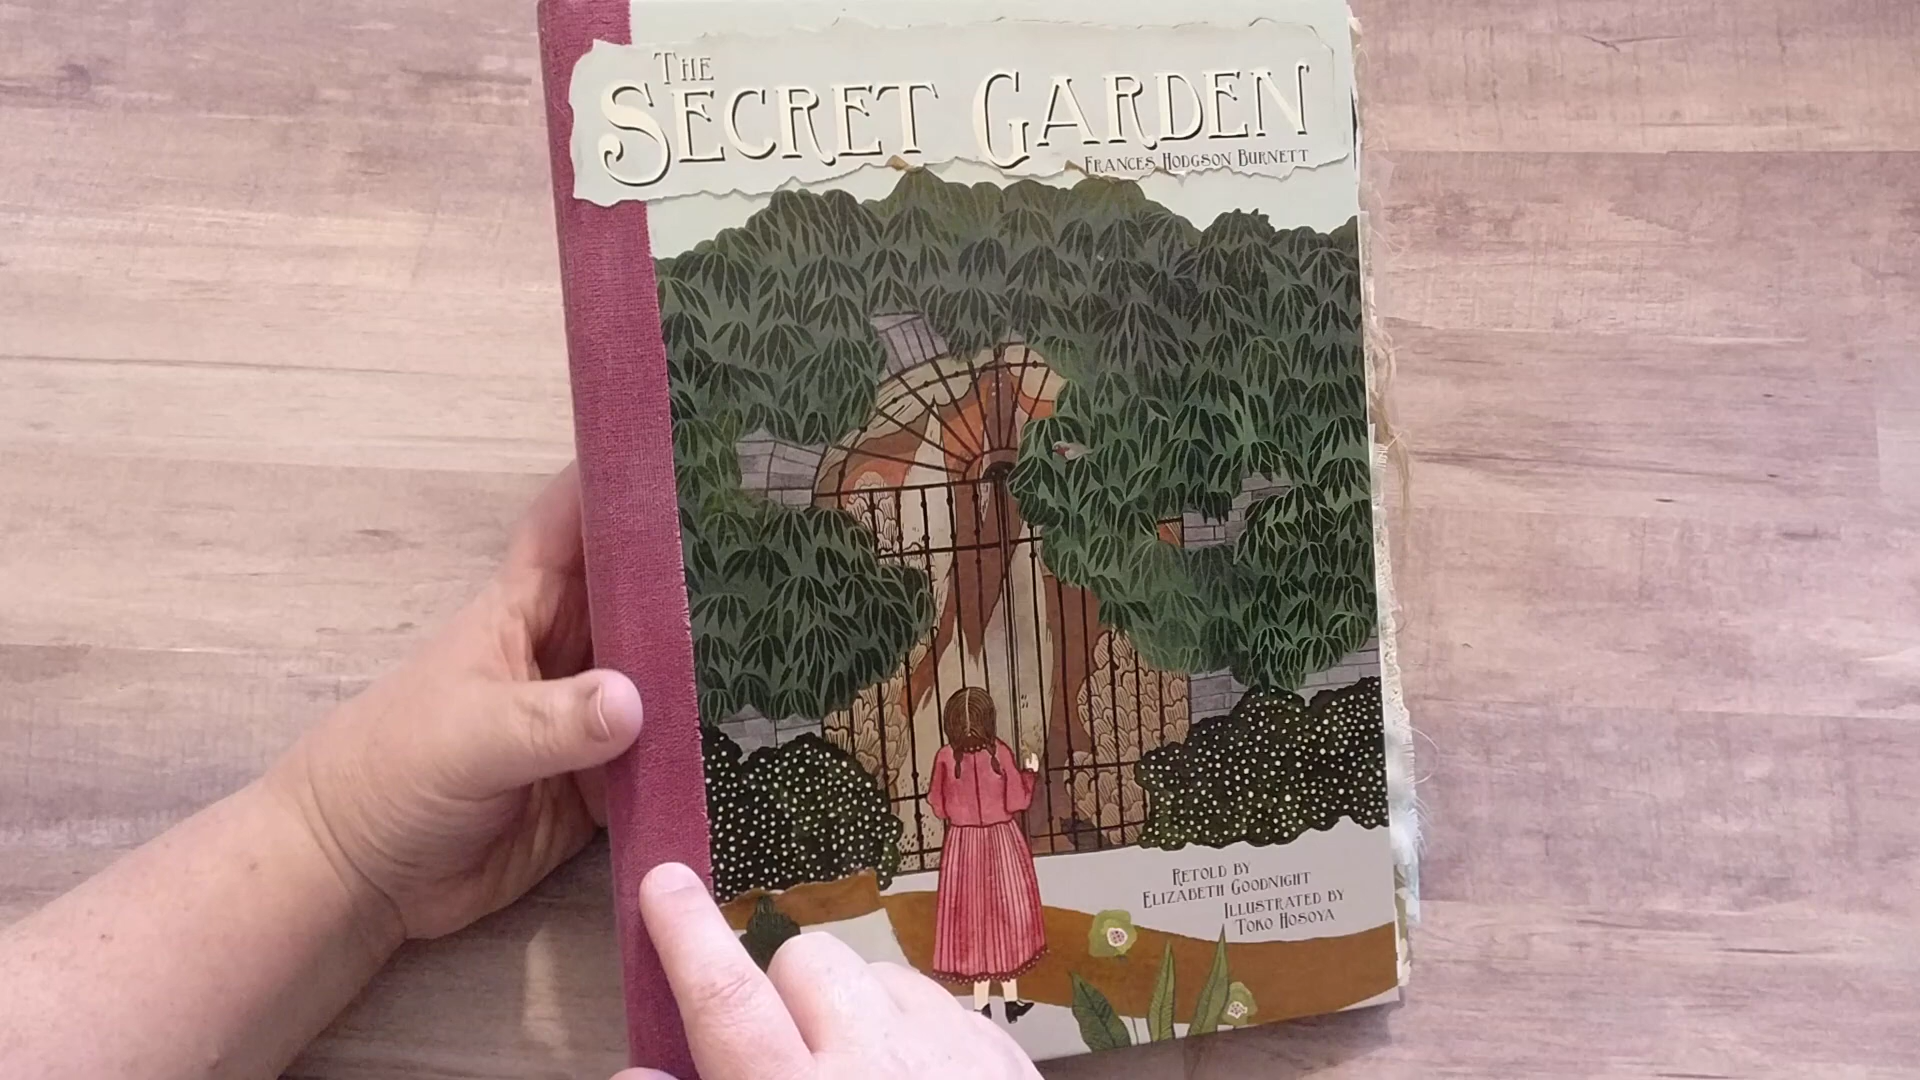 THE
SECRET GARDEN
FRANCES HODGSON BURNETT
RETOLD BY
ELIZABETH GOODNIGHT
ILLUSTRATED BY
TOKO HOSOYA